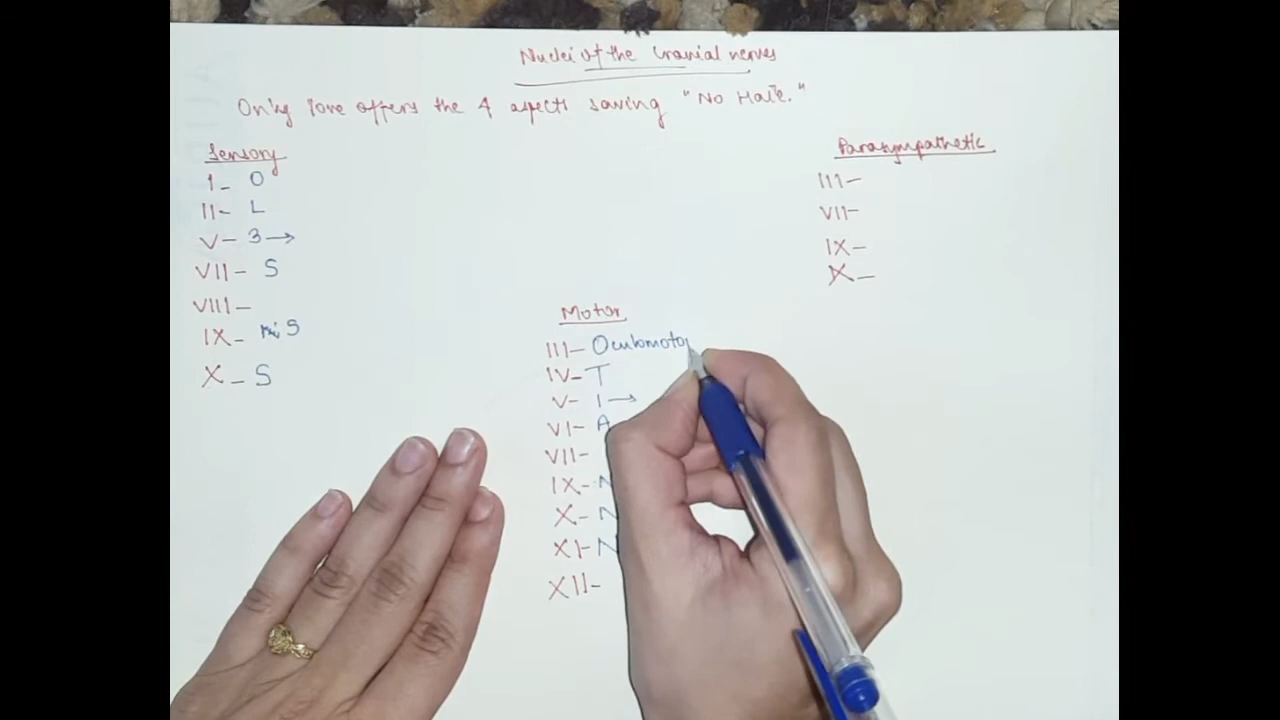 Nuclei of the Cranial nerves
Only love offers the 4 aspects saving "No Hate."
Sensory
I - O
II - L
V - 3 →
VII - S
VIII -
IX - S
X - S
Motor
III - Oculomotor
IV - T
V - 1 →
VI - A
VII -
IX - N
X - N
XI - N
XII -
Parasympathetic
III -
VII -
IX -
X -